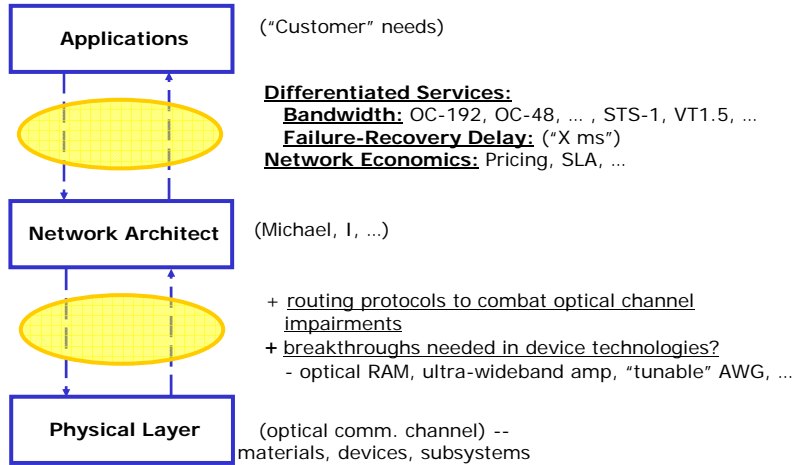 Applications
("Customer" needs)
Differentiated Services:
Bandwidth: OC-192, OC-48, ... , STS-1, VT1.5, ...
Failure-Recovery Delay: ("X ms")
Network Economics: Pricing, SLA, ...
Network Architect
(Michael, I, ...)
+ routing protocols to combat optical channel
impairments
+ breakthroughs needed in device technologies?
- optical RAM, ultra-wideband amp, "tunable" AWG, ...
Physical Layer
(optical comm. channel) --
materials, devices, subsystems